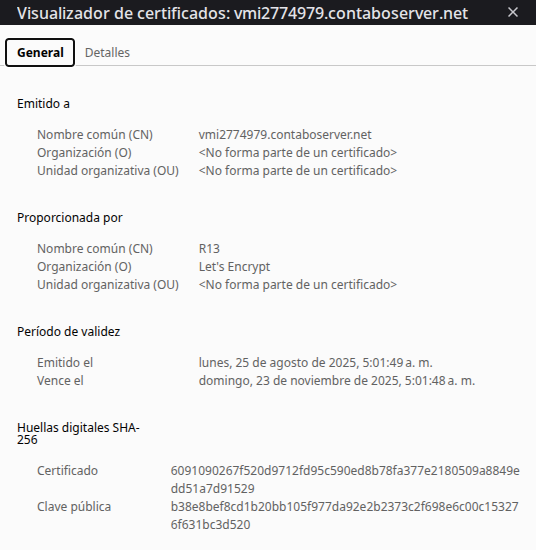 Visualizador de certificados: vmi2774979.contaboserver.net
General Detalles
Emitido a
Nombre común (CN) vmi2774979.contaboserver.net
Organización (O) <No forma parte de un certificado>
Unidad organizativa (OU) <No forma parte de un certificado>
Proporcionada por
Nombre común (CN) R13
Organización (O) Let's Encrypt
Unidad organizativa (OU) <No forma parte de un certificado>
Período de validez
Emitido el lunes, 25 de agosto de 2025, 5:01:49 a. m.
Vence el domingo, 23 de noviembre de 2025, 5:01:48 a. m.
Huellas digitales SHA-
256
Certificado 6091090267f520d9712fd95c590ed8b78fa377e2180509a8849e
dd51a7d91529
Clave pública b38e8bef8cd1b20bb105f977da92e2b2373c2f698e6c00c15327
6f631bc3d520